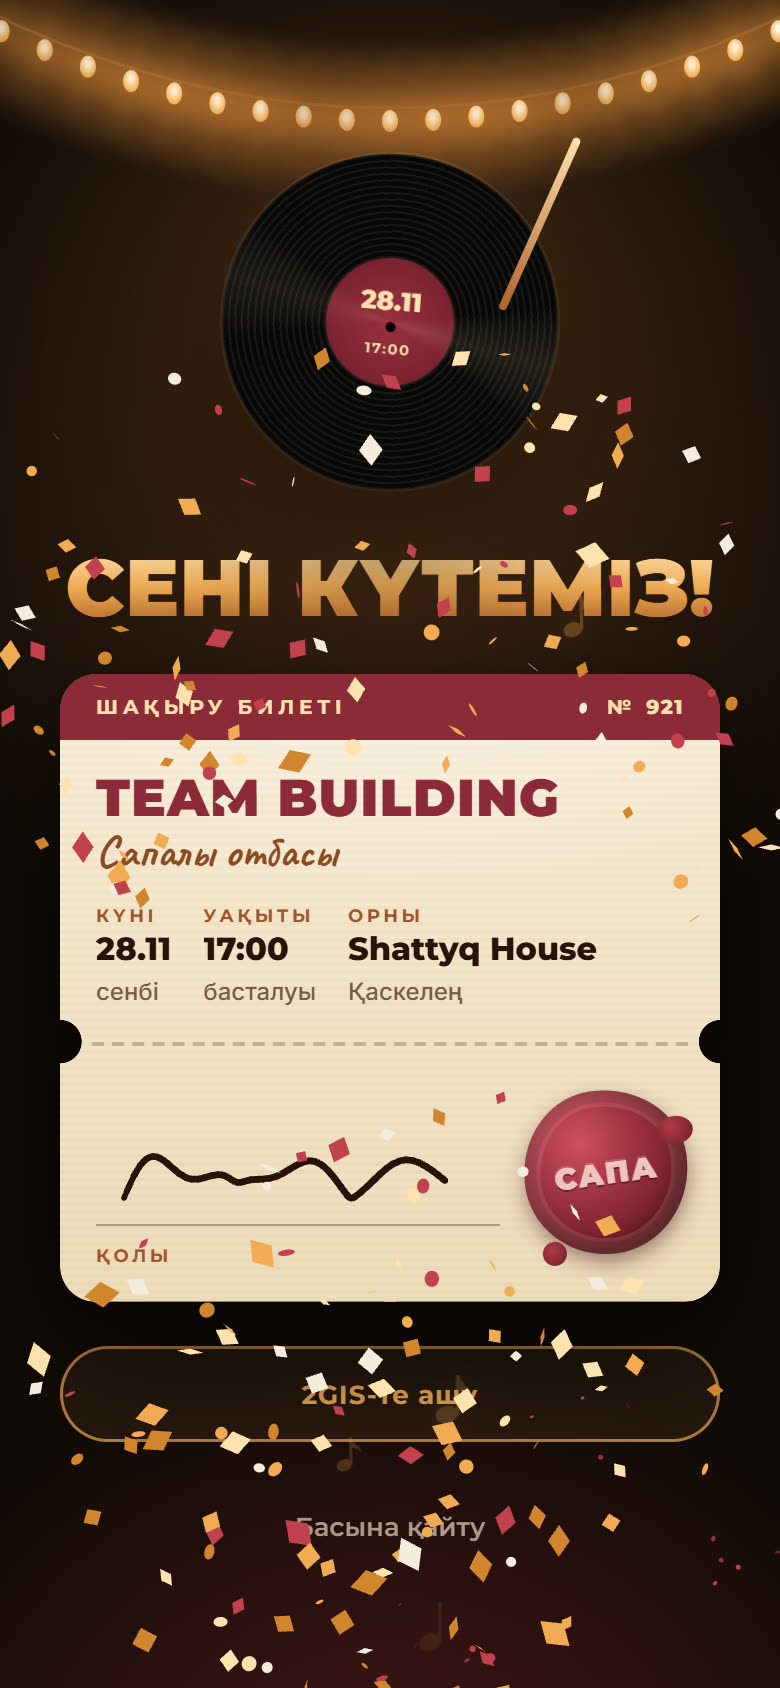 28.11
17:00
СЕНІ КҮТЕМІЗ!
ШАҚЫРУ БИЛЕТІ № 921
TEAM BUILDING
Сапалы отбасы
КҮНІ УАҚЫТЫ ОРНЫ
28.11 17:00 Shattyq House
сенбі басталуы Қаскелең
САПА
ҚОЛЫ
2GIS-те ашу
Басына қайту